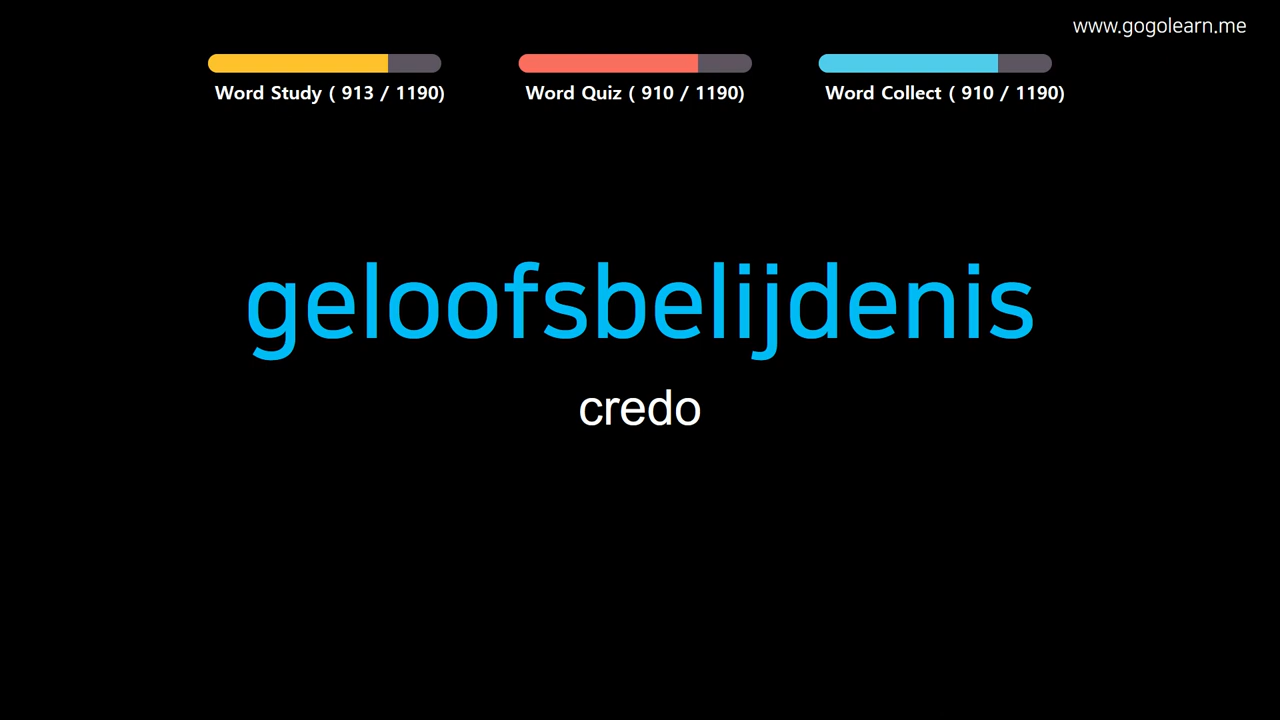 www.gogolearn.me
Word Study ( 913 / 1190)
Word Quiz ( 910 / 1190)
Word Collect ( 910 / 1190)
geloofsbelijdenis
credo